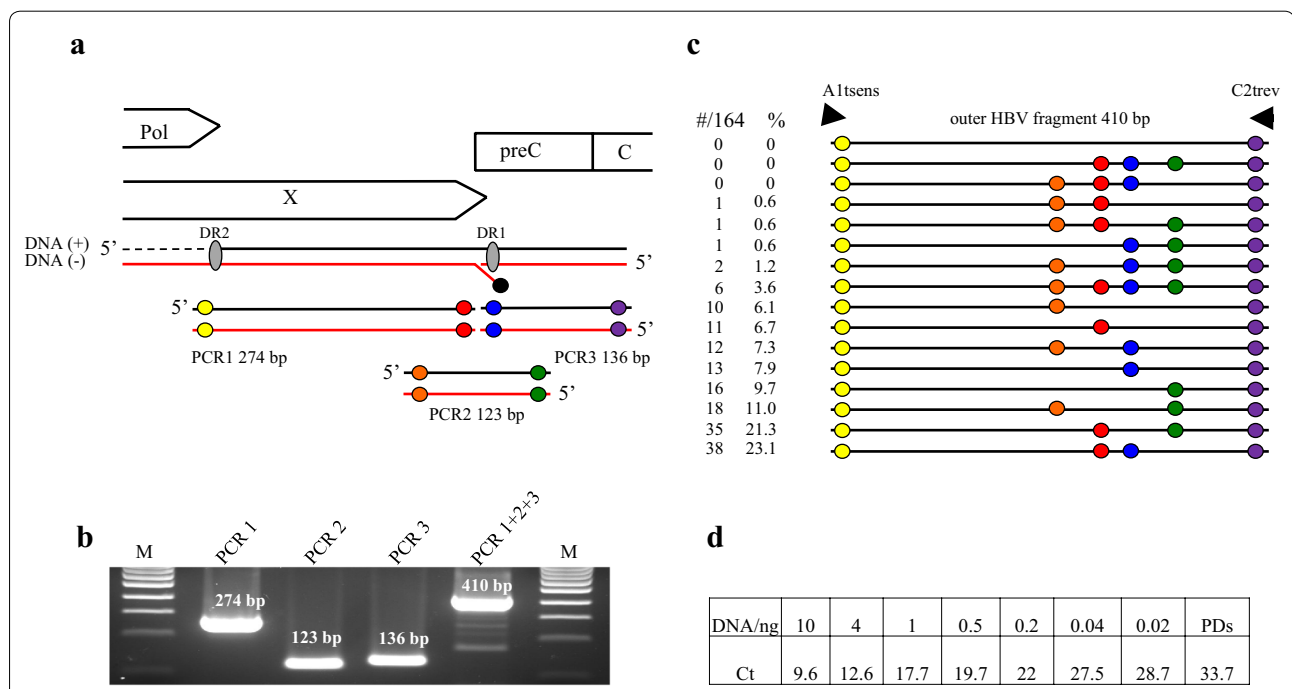 a
Pol
preC
C
X
DNA (+)
DNA (-)
5’
DR2
DR1
5’
5’
5’
PCR1 274 bp
PCR3 136 bp
5’
5’
PCR2 123 bp
b
M
PCR 1
PCR 2
PCR 3
PCR 1+2+3
M
274 bp
123 bp
136 bp
410 bp
c
A1tsens
C2trev
#/164 %
outer HBV fragment 410 bp
0 0
0 0
0 0
1 0.6
1 0.6
1 0.6
2 1.2
6 3.6
10 6.1
11 6.7
12 7.3
13 7.9
16 9.7
18 11.0
35 21.3
38 23.1
d
DNA/ng 10 4 1 0.5 0.2 0.04 0.02 PDs
Ct 9.6 12.6 17.7 19.7 22 27.5 28.7 33.7